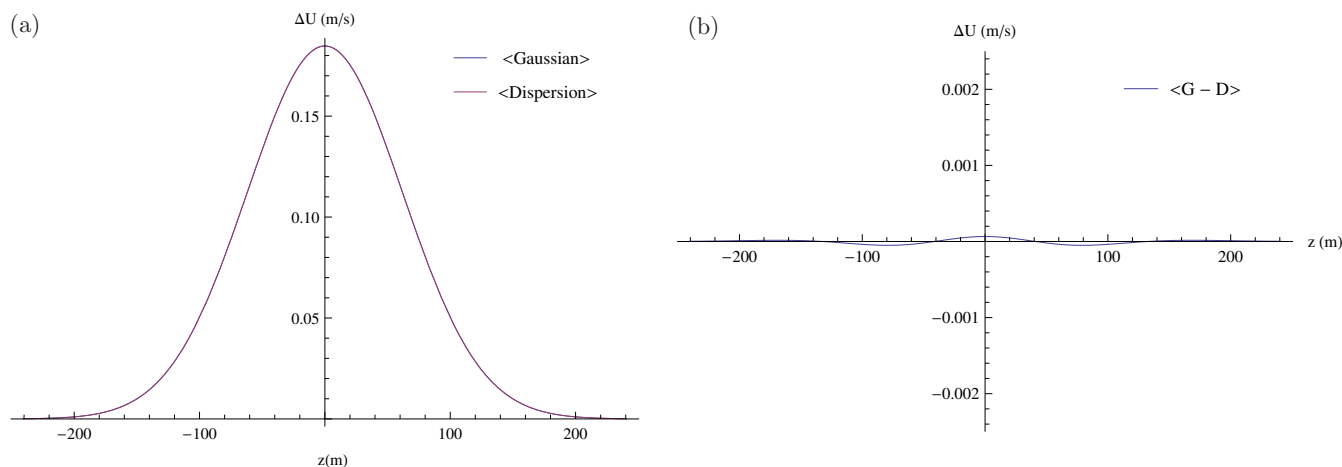 (a)
ΔU (m/s)
<Gaussian>
<Dispersion>
0.15
0.10
0.05
−200
−100
100
200
z(m)
(b)
ΔU (m/s)
<G − D>
0.002
0.001
−200
−100
100
200
z (m)
−0.001
−0.002